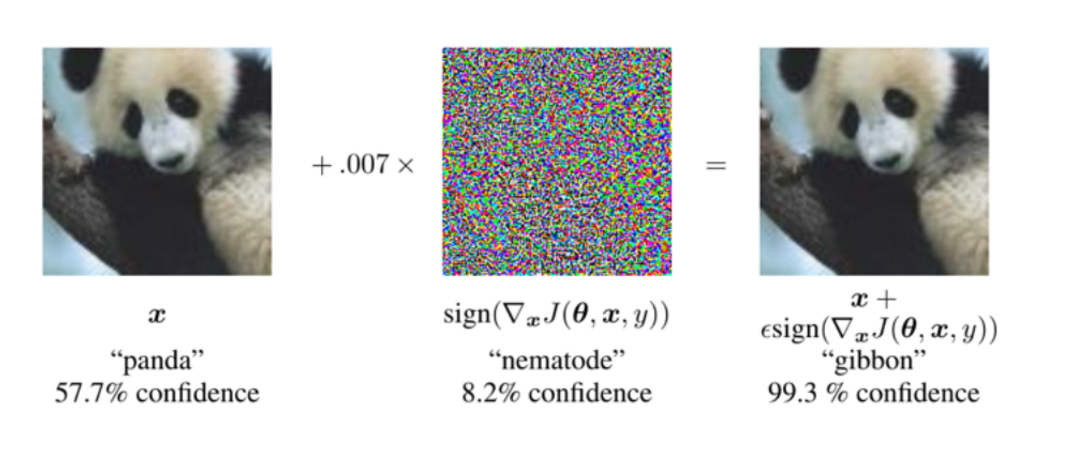 + .007 ×
=
x
sign(∇ₓJ(θ, x, y))
x +
ϵsign(∇ₓJ(θ, x, y))
“panda”
“nematode”
“gibbon”
57.7% confidence
8.2% confidence
99.3 % confidence